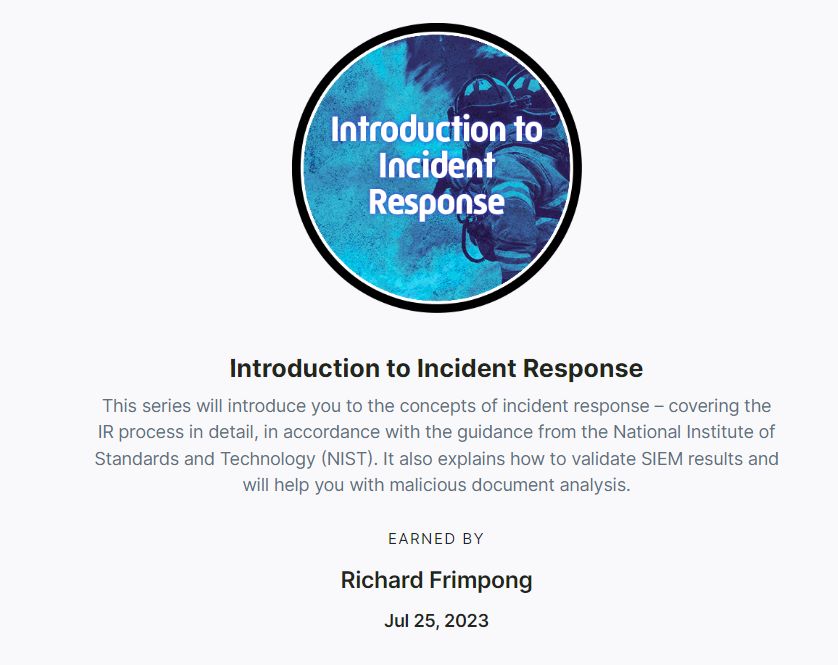 Introduction to
Incident
Response
Introduction to Incident Response
This series will introduce you to the concepts of incident response – covering the
IR process in detail, in accordance with the guidance from the National Institute of
Standards and Technology (NIST). It also explains how to validate SIEM results and
will help you with malicious document analysis.
EARNED BY
Richard Frimpong
Jul 25, 2023